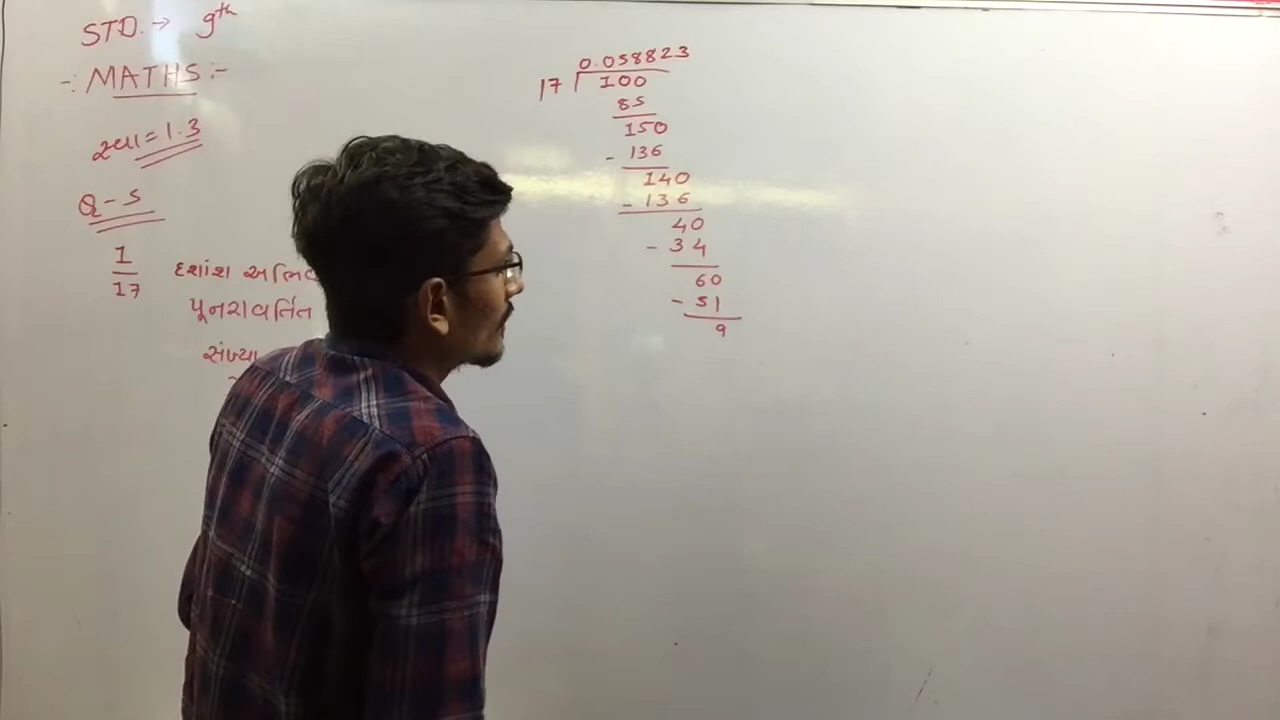 STD. → 9th
-: MATHS :-
સ્વા = 1.3
Q-5
1
17
દશાંશ
પૂનરાવર્તિત
સંખ્યા
0.058823
17 100
85
150
- 136
140
- 136
40
- 34
60
- 51
9